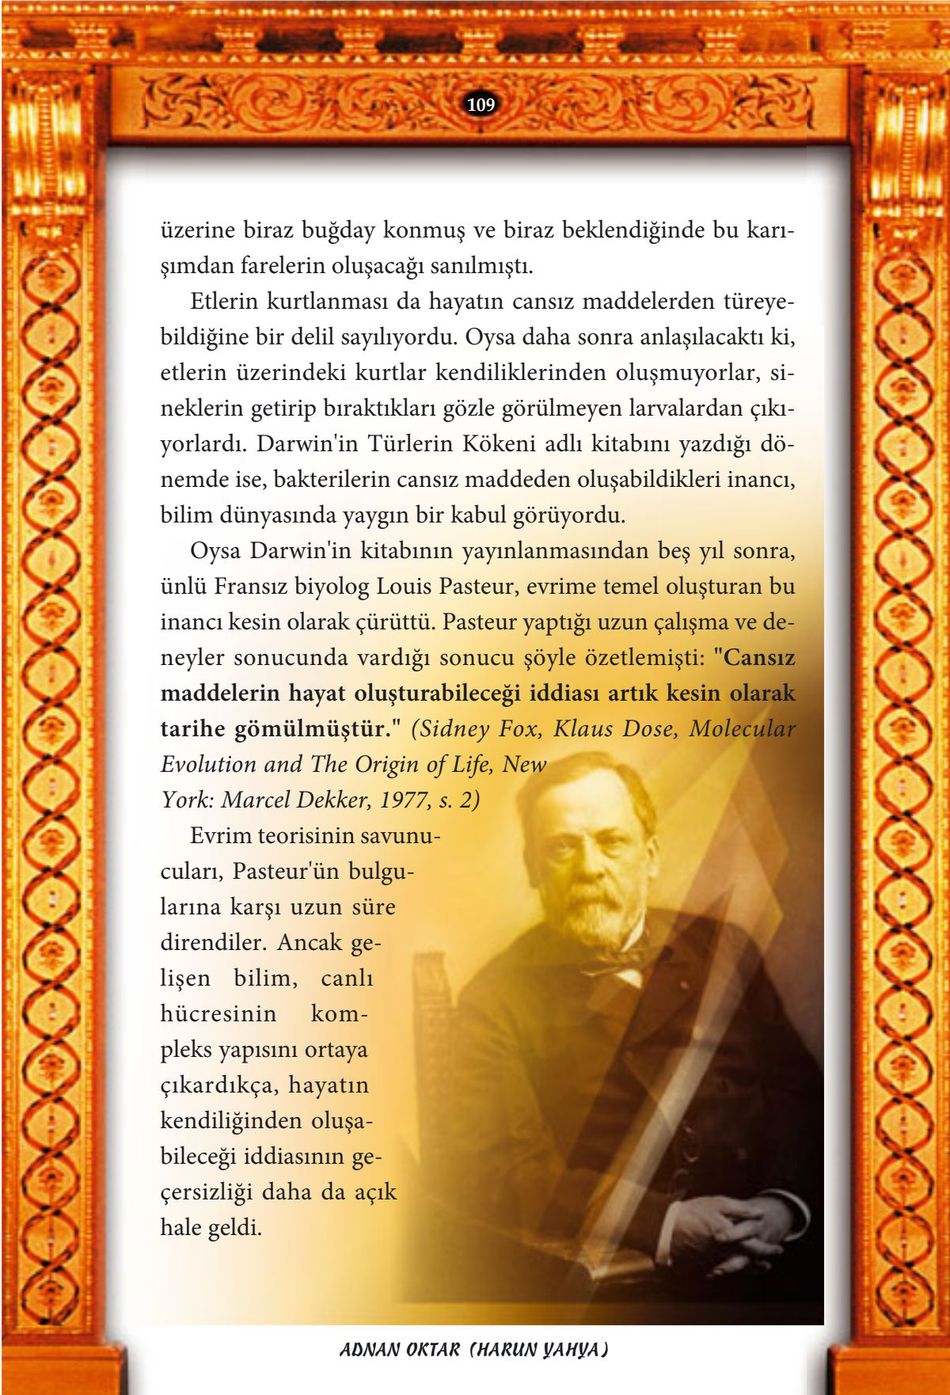 109
üzerine biraz buğday konmuş ve biraz beklendiğinde bu karı-
şımdan farelerin oluşacağı sanılmıştı.
Etlerin kurtlanması da hayatın cansız maddelerden türeye-
bildiğine bir delil sayılıyordu. Oysa daha sonra anlaşılacaktı ki,
etlerin üzerindeki kurtlar kendiliklerinden oluşmuyorlar, si-
neklerin getirip bıraktıkları gözle görülmeyen larvalardan çıkı-
yorlardı. Darwin'in Türlerin Kökeni adlı kitabını yazdığı dö-
nemde ise, bakterilerin cansız maddeden oluşabildikleri inancı,
bilim dünyasında yaygın bir kabul görüyordu.
Oysa Darwin'in kitabının yayınlanmasından beş yıl sonra,
ünlü Fransız biyolog Louis Pasteur, evrime temel oluşturan bu
inancı kesin olarak çürüttü. Pasteur yaptığı uzun çalışma ve de-
neyler sonucunda vardığı sonucu şöyle özetlemişti: "Cansız
maddelerin hayat oluşturabileceği iddiası artık kesin olarak
tarihe gömülmüştür." (Sidney Fox, Klaus Dose, Molecular
Evolution and The Origin of Life, New
York: Marcel Dekker, 1977, s. 2)
Evrim teorisinin savunu-
cuları, Pasteur'ün bulgu-
larına karşı uzun süre
direndiler. Ancak ge-
lişen bilim, canlı
hücresinin kom-
pleks yapısını ortaya
çıkardıkça, hayatın
kendiliğinden oluşa-
bileceği iddiasının ge-
çersizliği daha da açık
hale geldi.
ADNAN OKTAR (HARUN YAHYA)